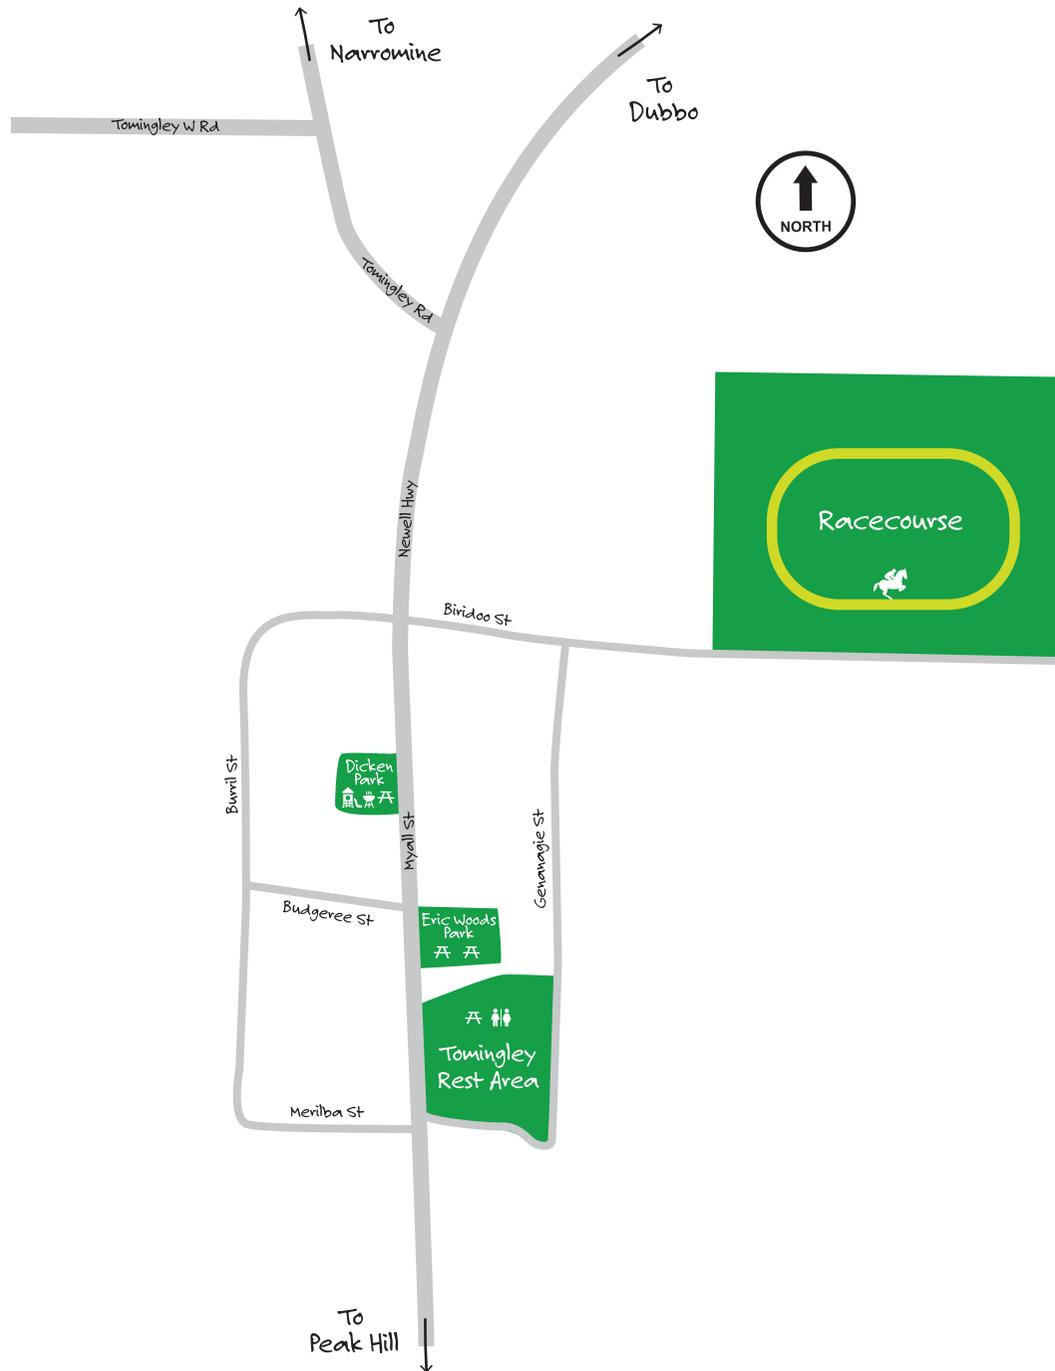 To
Narromine
To
Dubbo
Tomingley W Rd
NORTH
Tomingley Rd
Racecourse
Newell Hwy
Biridoo St
Dicken
Park
Burril St
Myall St
Genanagie St
Budgeree St
Eric Woods
Park
Tomingley
Rest Area
Merilba St
To
Peak Hill